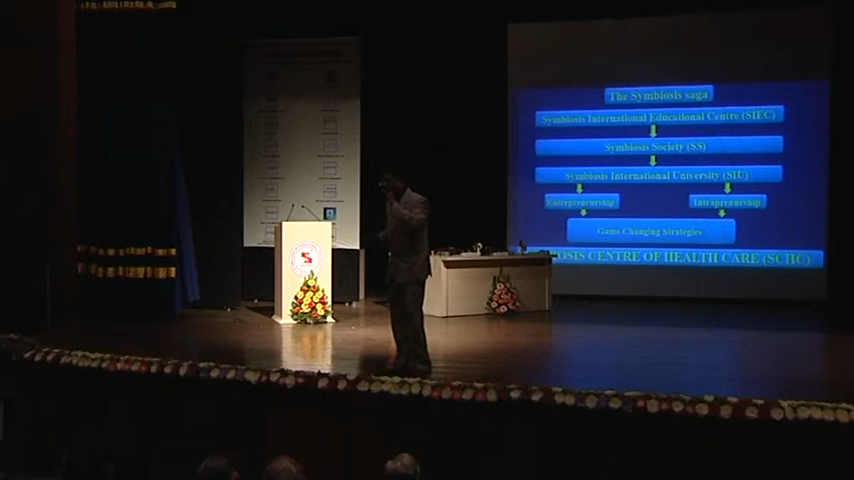 The Symbiosis saga
Symbiosis International Educational Centre (SIEC)
Symbiosis Society (SS)
Symbiosis International University (SIU)
Entrepreneurship
Intrapreneurship
Game Changing Strategies
OSIS CENTRE OF HEALTH CARE (SCHC)